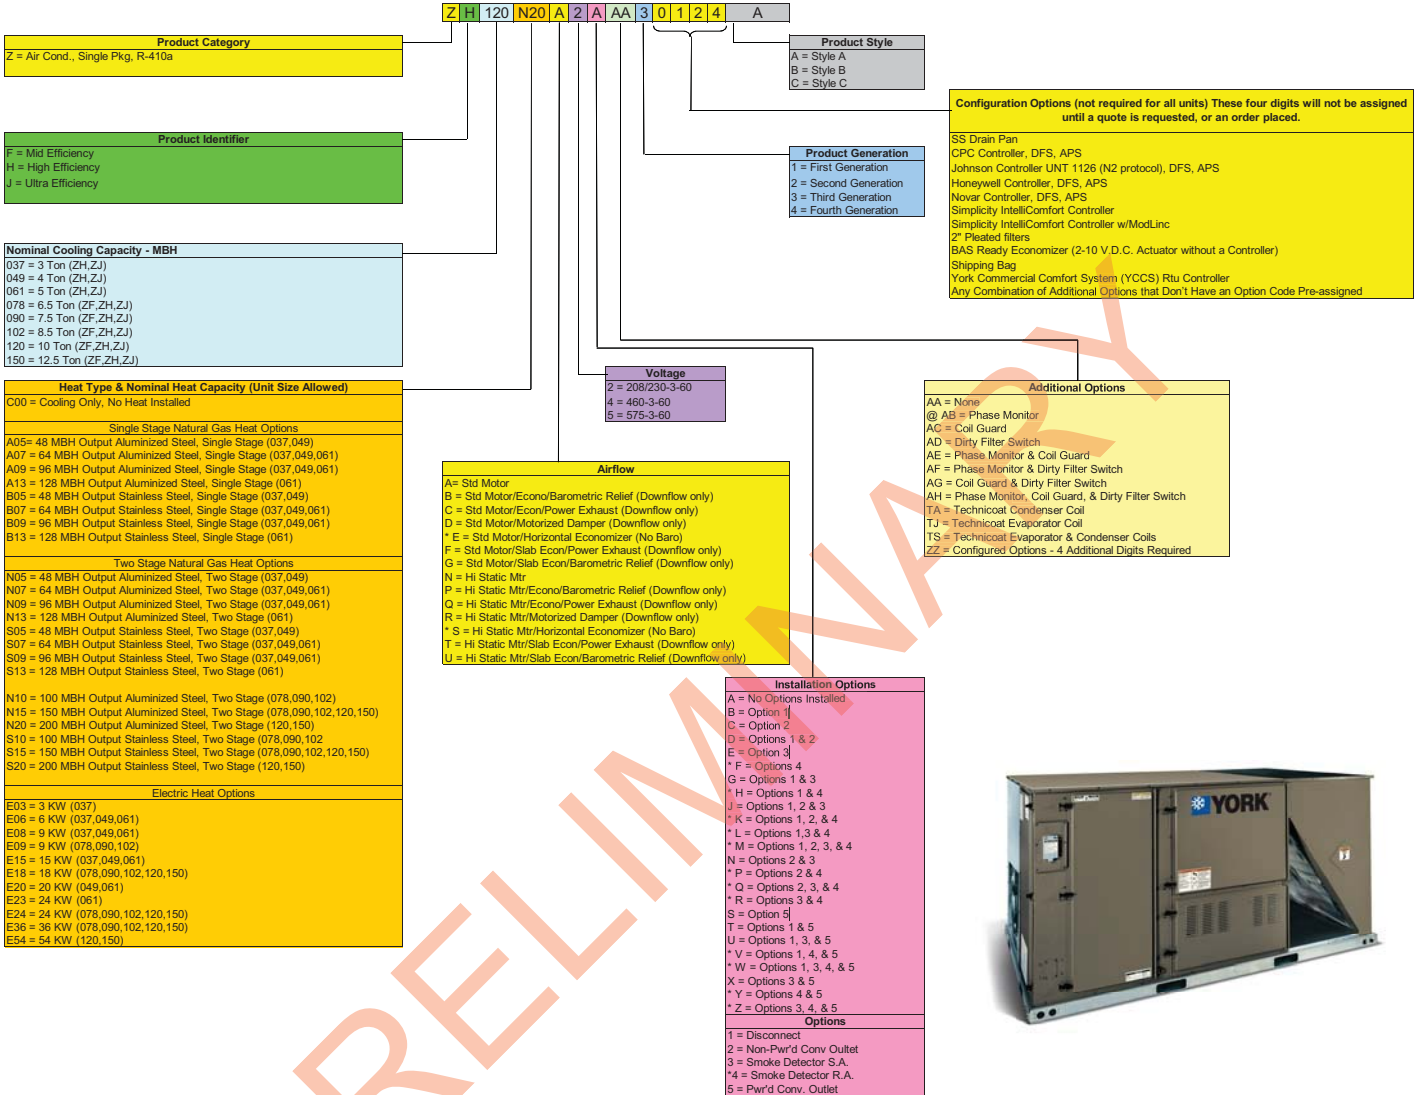 Z H 120 N20 A 2 A AA 3 0 1 2 4 A
Product Category
Z = Air Cond., Single Pkg, R-410a
Product Style
A = Style A
B = Style B
C = Style C
Configuration Options (not required for all units) These four digits will not be assigned
until a quote is requested, or an order placed.
SS Drain Pan
CPC Controller, DFS, APS
Johnson Controller UNT 1126 (N2 protocol), DFS, APS
Honeywell Controller, DFS, APS
Novar Controller, DFS, APS
Simplicity IntelliComfort Controller
Simplicity IntelliComfort Controller w/ModLinc
2" Pleated filters
BAS Ready Economizer (2-10 V.D.C. Actuator without a Controller)
Shipping Bag
York Commercial Comfort System (YCCS) Rtu Controller
Any Combination of Additional Options that Don't Have an Option Code Pre-assigned
Product Identifier
F = Mid Efficiency
H = High Efficiency
J = Ultra Efficiency
Product Generation
1 = First Generation
2 = Second Generation
3 = Third Generation
4 = Fourth Generation
Nominal Cooling Capacity - MBH
037 = 3 Ton (ZH,ZJ)
049 = 4 Ton (ZH,ZJ)
061 = 5 Ton (ZH,ZJ)
078 = 6.5 Ton (ZF,ZH,ZJ)
090 = 7.5 Ton (ZF,ZH,ZJ)
102 = 8.5 Ton (ZF,ZH,ZJ)
120 = 10 Ton (ZF,ZH,ZJ)
150 = 12.5 Ton (ZF,ZH,ZJ)
Heat Type & Nominal Heat Capacity (Unit Size Allowed)
C00 = Cooling Only, No Heat Installed
Single Stage Natural Gas Heat Options
A05= 48 MBH Output Aluminized Steel, Single Stage (037,049)
A07 = 64 MBH Output Aluminized Steel, Single Stage (037,049,061)
A09 = 96 MBH Output Aluminized Steel, Single Stage (037,049,061)
A13 = 128 MBH Output Aluminized Steel, Single Stage (061)
B05 = 48 MBH Output Stainless Steel, Single Stage (037,049)
B07 = 64 MBH Output Stainless Steel, Single Stage (037,049,061)
B09 = 96 MBH Output Stainless Steel, Single Stage (037,049,061)
B13 = 128 MBH Output Stainless Steel, Single Stage (061)
Two Stage Natural Gas Heat Options
N05 = 48 MBH Output Aluminized Steel, Two Stage (037,049)
N07 = 64 MBH Output Aluminized Steel, Two Stage (037,049,061)
N09 = 96 MBH Output Aluminized Steel, Two Stage (037,049,061)
N13 = 128 MBH Output Aluminized Steel, Two Stage (061)
S05 = 48 MBH Output Stainless Steel, Two Stage (037,049)
S07 = 64 MBH Output Stainless Steel, Two Stage (037,049,061)
S09 = 96 MBH Output Stainless Steel, Two Stage (037,049,061)
S13 = 128 MBH Output Stainless Steel, Two Stage (061)
N10 = 100 MBH Output Aluminized Steel, Two Stage (078,090,102)
N15 = 150 MBH Output Aluminized Steel, Two Stage (078,090,102,120,150)
N20 = 200 MBH Output Aluminized Steel, Two Stage (120,150)
S10 = 100 MBH Output Stainless Steel, Two Stage (078,090,102
S15 = 150 MBH Output Stainless Steel, Two Stage (078,090,102,120,150)
S20 = 200 MBH Output Stainless Steel, Two Stage (120,150)
Electric Heat Options
E03 = 3 KW (037)
E06 = 6 KW (037,049,061)
E08 = 9 KW (037,049,061)
E09 = 9 KW (078,090,102)
E15 = 15 KW (037,049,061)
E18 = 18 KW (078,090,102,120,150)
E20 = 20 KW (049,061)
E23 = 24 KW (061)
E24 = 24 KW (078,090,102,120,150)
E36 = 36 KW (078,090,102,120,150)
E54 = 54 KW (120,150)
Voltage
2 = 208/230-3-60
4 = 460-3-60
5 = 575-3-60
Airflow
A= Std Motor
B = Std Motor/Econo/Barometric Relief (Downflow only)
C = Std Motor/Econ/Power Exhaust (Downflow only)
D = Std Motor/Motorized Damper (Downflow only)
* E = Std Motor/Horizontal Economizer (No Baro)
F = Std Motor/Slab Econ/Power Exhaust (Downflow only)
G = Std Motor/Slab Econ/Barometric Relief (Downflow only)
N = Hi Static Mtr
P = Hi Static Mtr/Econo/Barometric Relief (Downflow only)
Q = Hi Static Mtr/Econo/Power Exhaust (Downflow only)
R = Hi Static Mtr/Motorized Damper (Downflow only)
* S = Hi Static Mtr/Horizontal Economizer (No Baro)
T = Hi Static Mtr/Slab Econ/Power Exhaust (Downflow only)
U = Hi Static Mtr/Slab Econ/Barometric Relief (Downflow only)
Additional Options
AA = None
@ AB = Phase Monitor
AC = Coil Guard
AD = Dirty Filter Switch
AE = Phase Monitor & Coil Guard
AF = Phase Monitor & Dirty Filter Switch
AG = Coil Guard & Dirty Filter Switch
AH = Phase Monitor, Coil Guard, & Dirty Filter Switch
TA = Technicoat Condenser Coil
TJ = Technicoat Evaporator Coil
TS = Technicoat Evaporator & Condenser Coils
ZZ = Configured Options - 4 Additional Digits Required
Installation Options
A = No Options Installed
B = Option 1
C = Option 2
D = Options 1 & 2
E = Option 3
* F = Options 4
G = Options 1 & 3
* H = Options 1 & 4
J = Options 1, 2 & 3
* K = Options 1, 2, & 4
* L = Options 1,3 & 4
* M = Options 1, 2, 3, & 4
N = Options 2 & 3
* P = Options 2 & 4
* Q = Options 2, 3, & 4
* R = Options 3 & 4
S = Option 5
T = Options 1 & 5
U = Options 1, 3, & 5
* V = Options 1, 4, & 5
* W = Options 1, 3, 4, & 5
X = Options 3 & 5
* Y = Options 4 & 5
* Z = Options 3, 4, & 5
Options
1 = Disconnect
2 = Non-Pwr'd Conv Oultet
3 = Smoke Detector S.A.
*4 = Smoke Detector R.A.
5 = Pwr'd Conv. Outlet
YORK
RELIMINARY